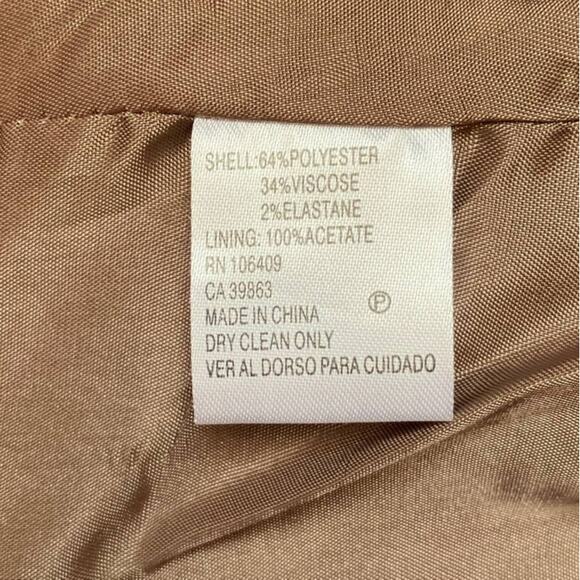 SHELL:64%POLYESTER
34%VISCOSE
2%ELASTANE
LINING: 100%ACETATE
RN 106409
CA 39863
MADE IN CHINA
P
DRY CLEAN ONLY
VER AL DORSO PARA CUIDADO